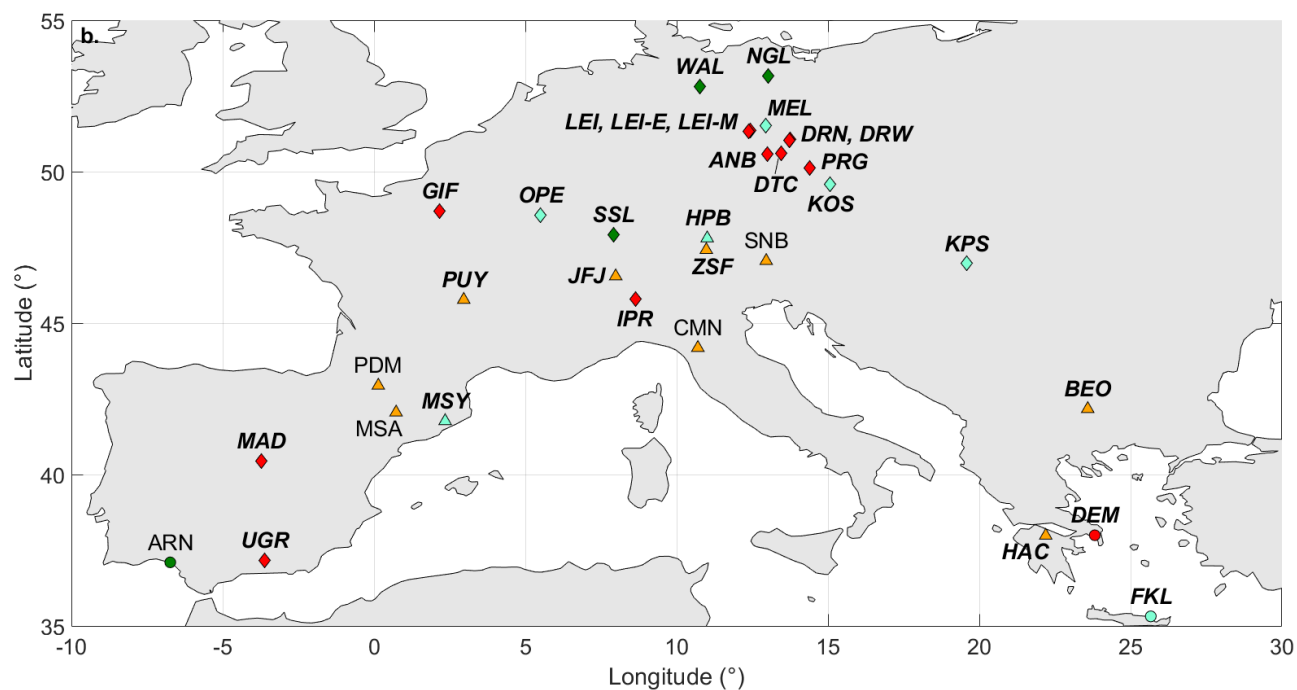 55
b.
NGL
WAL
MEL
LEI, LEI-E, LEI-M
DRN, DRW
ANB
PRG
50
DTC
GIF
OPE
KOS
SSL
HPB
SNB
KPS
ZSF
JFJ
PUY
IPR
45
CMN
PDM
BEO
MSY
MSA
MAD
40
DEM
ARN
UGR
HAC
FKL
35
-10
-5
0
5
10
15
20
25
30
Latitude (°)
Longitude (°)